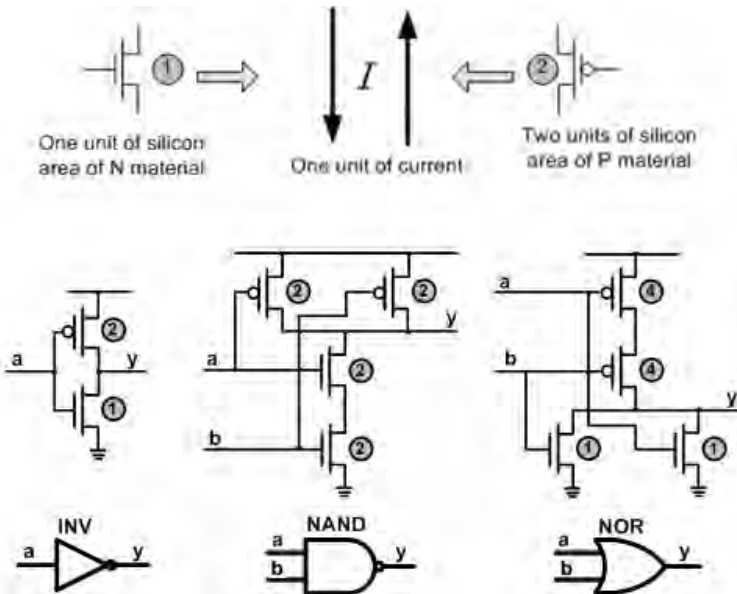 1
I
2
One unit of silicon
area of N material
One unit of current
Two units of silicon
area of P material
a
2
1
y
2
2
y
a
2
b
2
a
4
b
4
y
1
1
INV
a
y
NAND
a
b
y
NOR
a
b
y